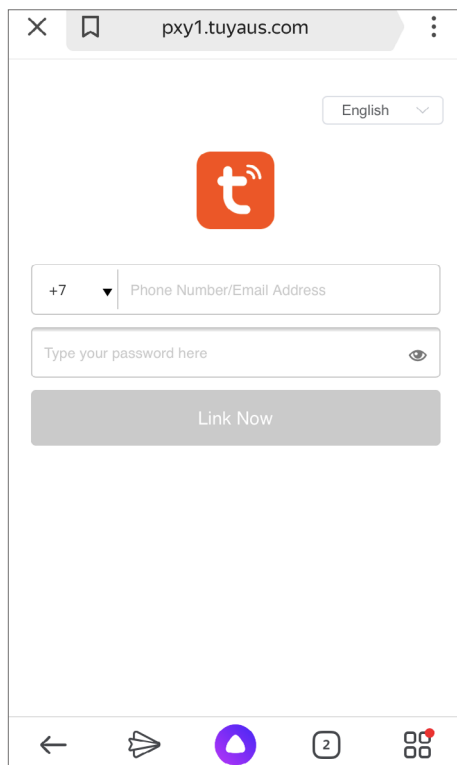 pxy1.tuyaus.com
English
t
+7 Phone Number/Email Address
Type your password here
Link Now
2